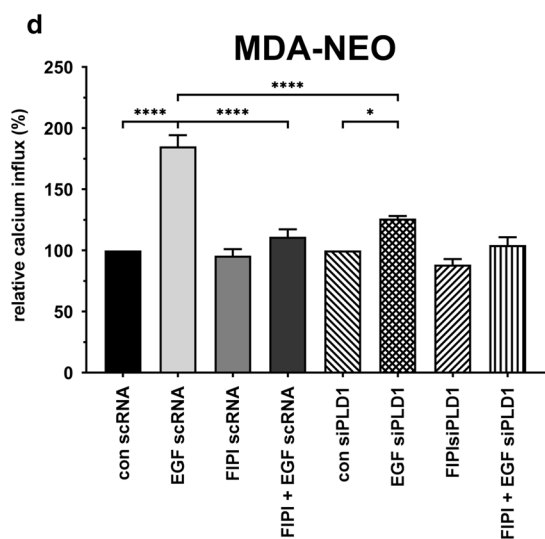 d
MDA-NEO
relative calcium influx (%)
250
200
150
100
50
0
****
**** ****
*
con scRNA
EGF scRNA
FIPI scRNA
FIPI + EGF scRNA
con siPLD1
EGF siPLD1
FIPIsiPLD1
FIPI + EGF siPLD1